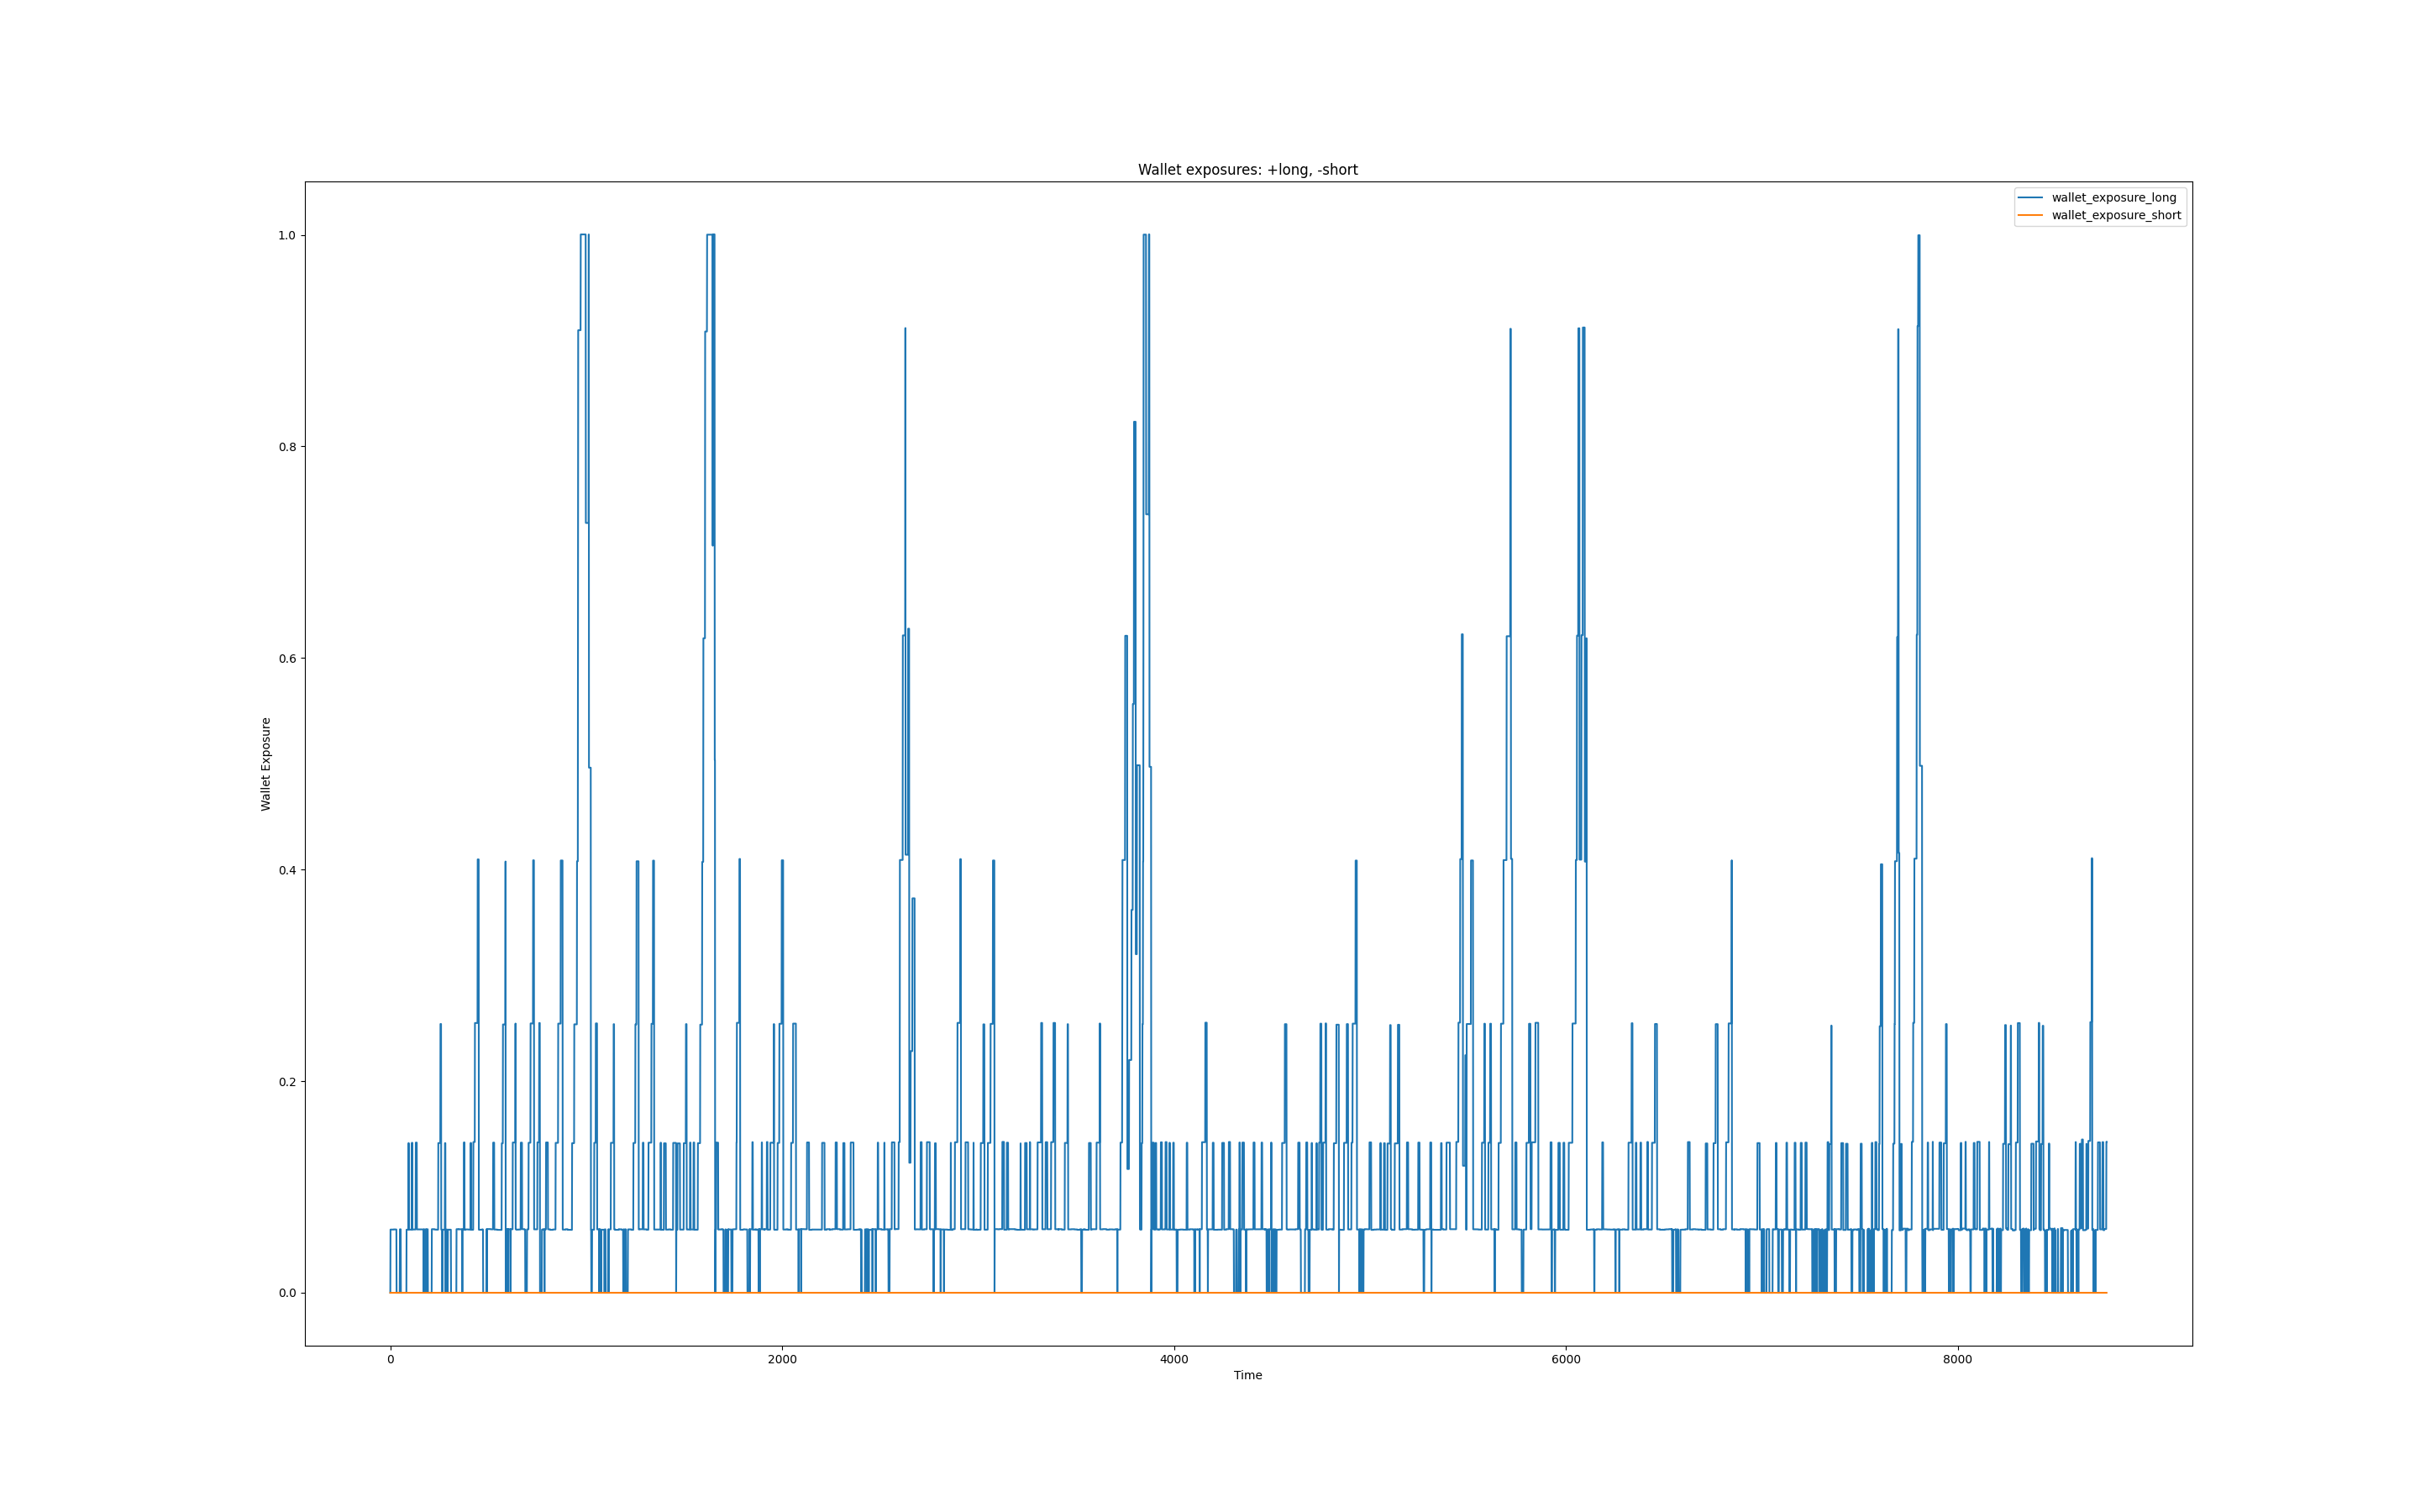 Wallet exposures: +long, -short
wallet_exposure_long
wallet_exposure_short
1.0
0.8
0.6
0.4
0.2
0.0
Wallet Exposure
0 2000 4000 6000 8000
Time